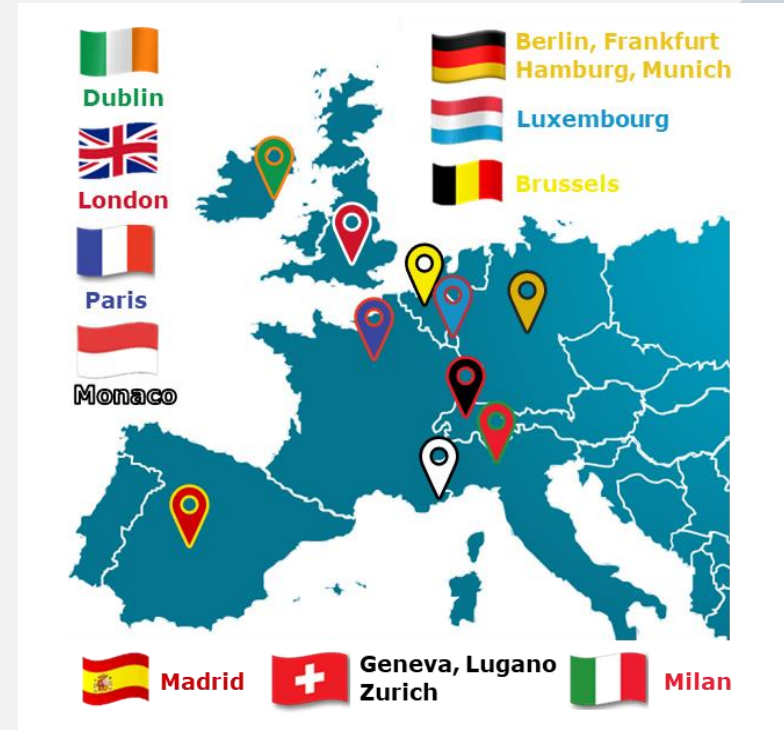 Dublin
London
Paris
Monaco
Berlin, Frankfurt
Hamburg, Munich
Luxembourg
Brussels
Madrid
Geneva, Lugano
Zurich
Milan